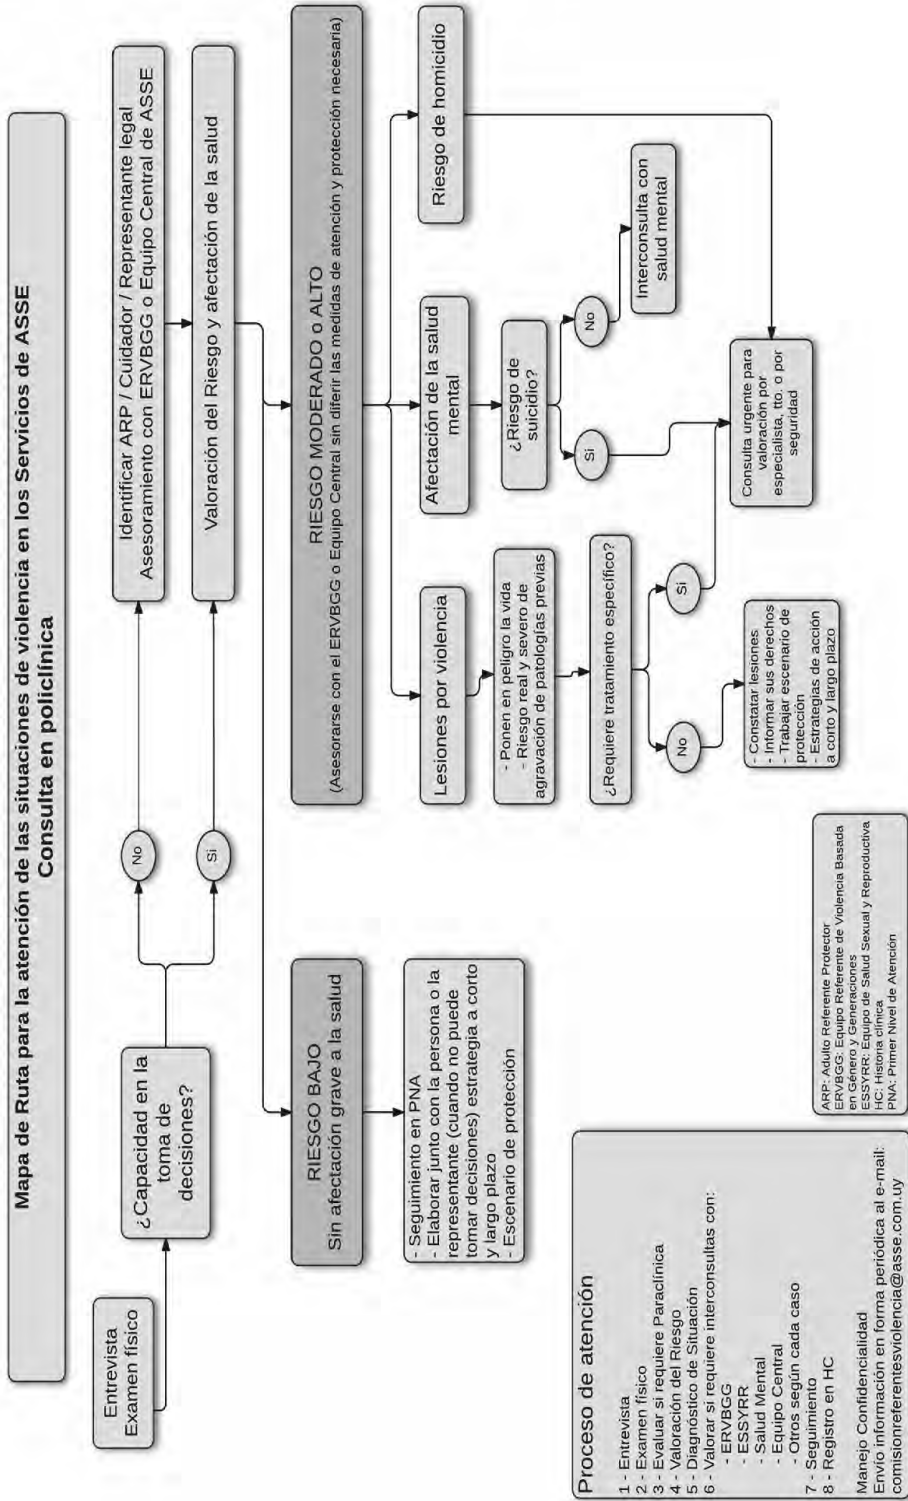 Mapa de Ruta para la atención de las situaciones de violencia en los Servicios de ASSE
Consulta en policlínica
Entrevista
Examen físico
¿Capacidad en la
toma de
decisiones?
No
Si
Identificar ARP / Cuidador / Representante legal
Asesoramiento con ERVBGG o Equipo Central de ASSE
Valoración del Riesgo y afectación de la salud
RIESGO BAJO
Sin afectación grave a la salud
- Seguimiento en PNA
- Elaborar junto con la persona o la
representante (cuando no puede
tomar decisiones) estrategia a corto
y largo plazo
- Escenario de protección
RIESGO MODERADO o ALTO
(Asesorarse con el ERVBGG o Equipo Central sin diferir las medidas de atención y protección necesaria)
Lesiones por violencia
- Ponen en peligro la vida
- Riesgo real y severo de
agravación de patologías previas
¿Requiere tratamiento específico?
No
Si
- Constatar lesiones
- Informar sus derechos
- Trabajar escenario de
protección
- Estrategias de acción
a corto y largo plazo
Afectación de la salud
mental
¿Riesgo de
suicidio?
Si
No
Interconsulta con
salud mental
Riesgo de homicidio
Consulta urgente para
valoración por
especialista, tto. o por
seguridad
Proceso de atención
1 - Entrevista
2 - Examen físico
3 - Evaluar si requiere Paraclínica
4 - Valoración del Riesgo
5 - Diagnóstico de Situación
6 - Valorar si requiere interconsultas con:
- ERVBGG
- ESSYRR
- Salud Mental
- Equipo Central
- Otros según cada caso
7 - Seguimiento
8 - Registro en HC
Manejo Confidencialidad
Envío información en forma periódica al e-mail:
comisionreferentesviolencia@asse.com.uy
ARP: Adulto Referente Protector
ERVBGG: Equipo Referente de Violencia Basada
en Género y Generaciones
ESSYRR: Equipo de Salud Sexual y Reproductiva
HC: Historia clínica
PNA: Primer Nivel de Atención